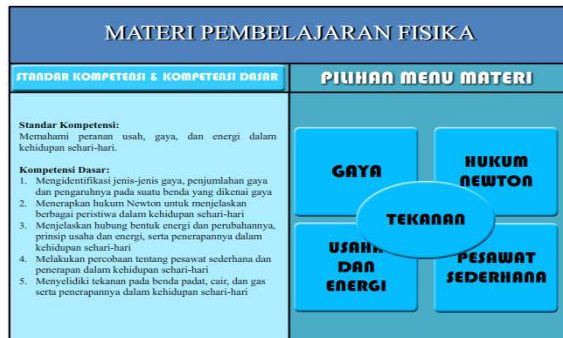 MATERI PEMBELAJARAN FISIKA
STANDAR KOMPETENSI & KOMPETENSI DASAR
Standar Kompetensi:
Memahami peranan usah, gaya, dan energi dalam
kehidupan sehari-hari.
Kompetensi Dasar:
1. Mengidentifikasi jenis-jenis gaya, penjumlahan gaya
dan pengaruhnya pada suatu benda yang dikenai gaya
2. Menerapkan hukum Newton untuk menjelaskan
berbagai peristiwa dalam kehidupan sehari-hari
3. Menjelaskan hubung bentuk energi dan perubahannya,
prinsip usaha dan energi, serta penerapannya dalam
kehidupan sehari-hari
4. Melakukan percobaan tentang pesawat sederhana dan
penerapan dalam kehidupan sehari-hari
5. Menyelidiki tekanan pada benda padat, cair, dan gas
serta penerapannya dalam kehidupan sehari-hari
PILIHAN MENU MATERI
GAYA
HUKUM
NEWTON
TEKANAN
USAHA
DAN
ENERGI
PESAWAT
SEDERHANA